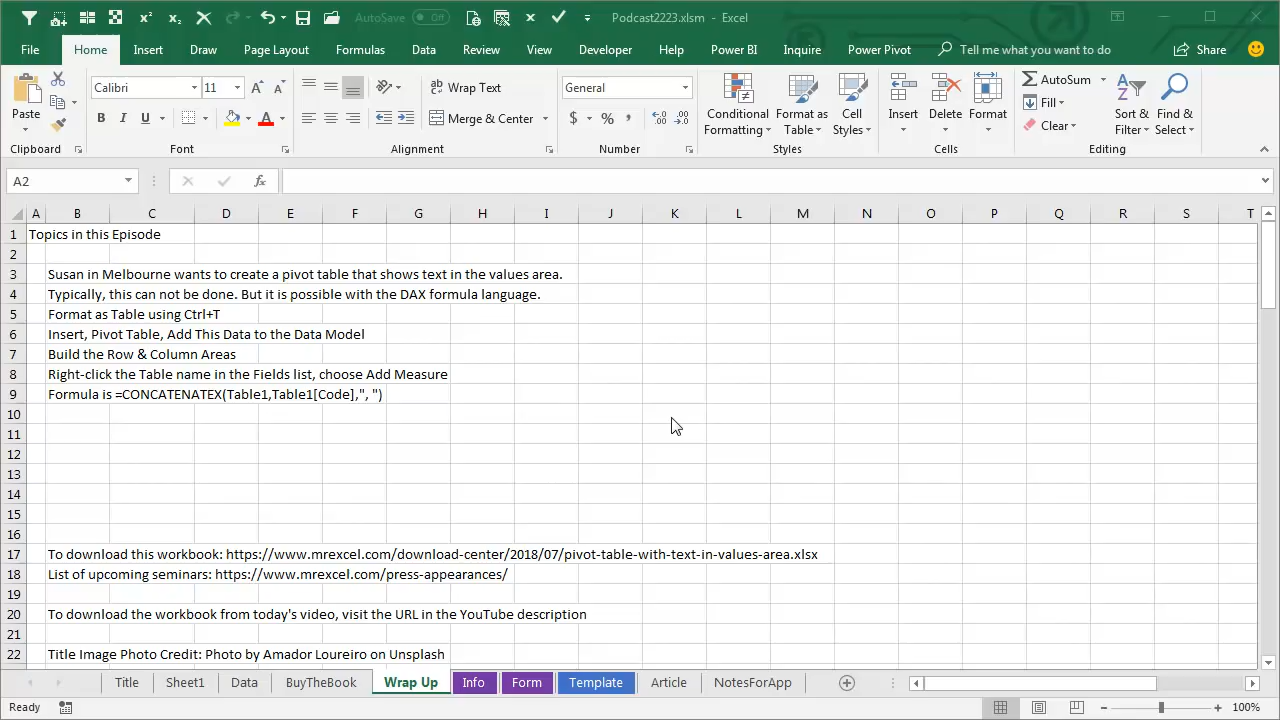 x² x₂ AutoSave Off Podcast2223.xlsm - Excel
File Home Insert Draw Page Layout Formulas Data Review View Developer Help Power BI Inquire Power Pivot Tell me what you want to do Share
Calibri 11 A A Wrap Text General AutoSum
Paste B I U A Merge & Center $ % , Conditional Formatting Format as Table Cell Styles Insert Delete Format Fill Sort & Filter Find & Select
Clear
Clipboard Font Alignment Number Styles Cells Editing
A2 fx
A B C D E F G H I J K L M N O P Q R S T
1 Topics in this Episode
2
3 Susan in Melbourne wants to create a pivot table that shows text in the values area.
4 Typically, this can not be done. But it is possible with the DAX formula language.
5 Format as Table using Ctrl+T
6 Insert, Pivot Table, Add This Data to the Data Model
7 Build the Row & Column Areas
8 Right-click the Table name in the Fields list, choose Add Measure
9 Formula is =CONCATENATEX(Table1,Table1[Code],", ")
10
11
12
13
14
15
16
17 To download this workbook: https://www.mrexcel.com/download-center/2018/07/pivot-table-with-text-in-values-area.xlsx
18 List of upcoming seminars: https://www.mrexcel.com/press-appearances/
19
20 To download the workbook from today's video, visit the URL in the YouTube description
21
22 Title Image Photo Credit: Photo by Amador Loureiro on Unsplash
Title Sheet1 Data BuyTheBook Wrap Up Info Form Template Article NotesForApp
Ready 100%